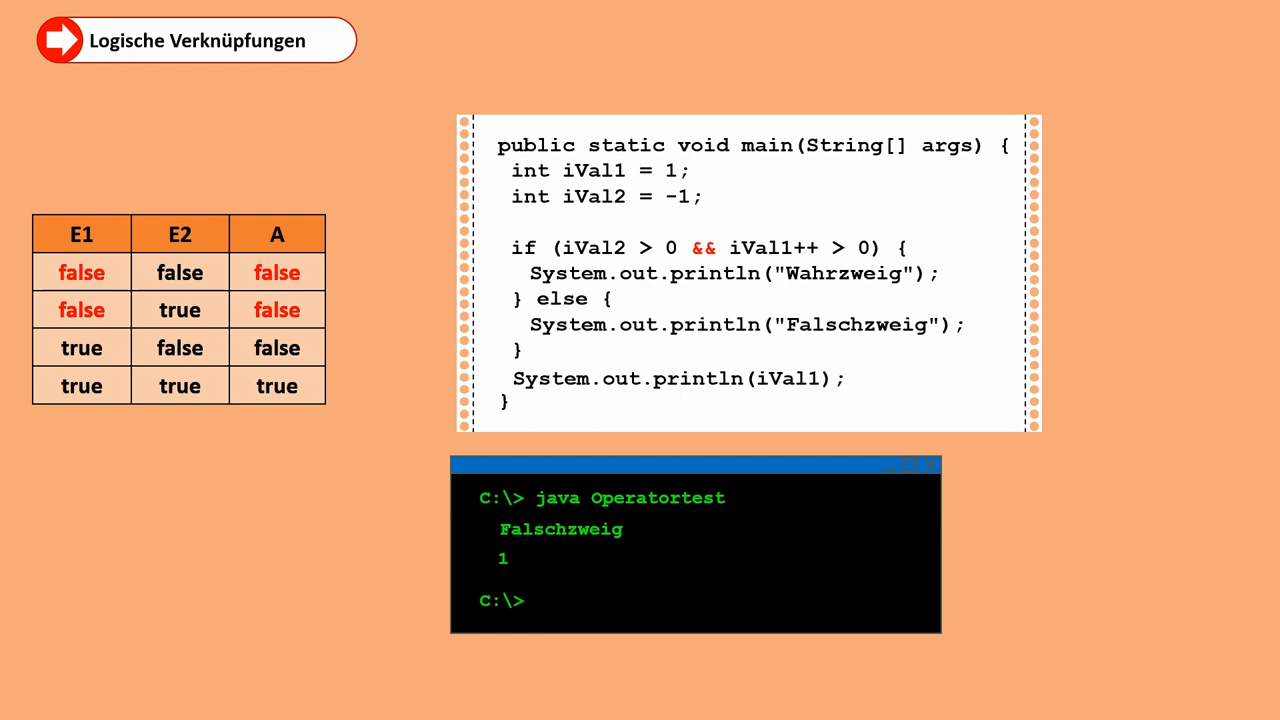 Logische Verknüpfungen
E1 E2 A
false false false
false true false
true false false
true true true
public static void main(String[] args) {
int iVal1 = 1;
int iVal2 = -1;
if (iVal2 > 0 && iVal1++ > 0) {
System.out.println("Wahrzweig");
} else {
System.out.println("Falschzweig");
}
System.out.println(iVal1);
}
C:\> java Operatortest
Falschzweig
1
C:\>